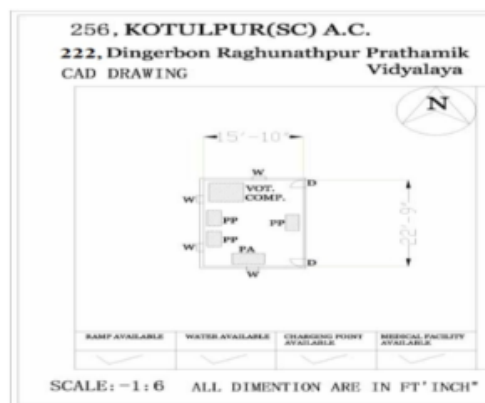 256, KOTULPUR(SC) A.C.
222, Dingerbon Raghunathpur Prathamik
CAD DRAWING Vidyalaya
N
15'-10"
W
D
VOT.
COMP.
W
PP
PP
PP
W
PA
D
W
22'-9"
RAMP AVAILABLE WATER AVAILABLE CHARGING POINT AVAILABLE MEDICAL FACILITY AVAILABLE
SCALE:-1:6 ALL DIMENTION ARE IN FT'INCH"